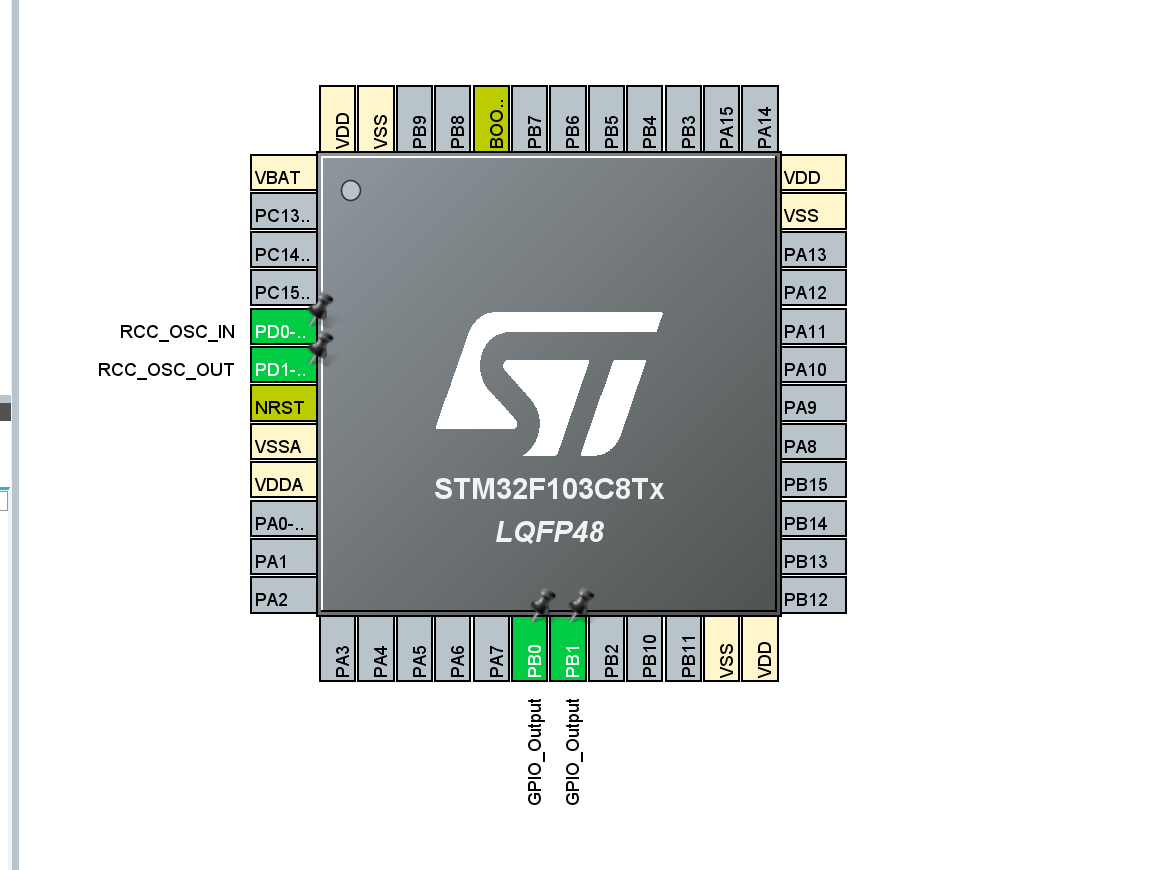 VDD
VSS
PB9
PB8
BOO..
PB7
PB6
PB5
PB4
PB3
PA15
PA14
VBAT
PC13..
PC14..
PC15..
RCC_OSC_IN PD0-..
RCC_OSC_OUT PD1-..
NRST
VSSA
VDDA
PA0-..
PA1
PA2
VDD
VSS
PA13
PA12
PA11
PA10
PA9
PA8
PB15
PB14
PB13
PB12
ST
STM32F103C8Tx
LQFP48
PA3
PA4
PA5
PA6
PA7
PB0
PB1
PB2
PB10
PB11
VSS
VDD
GPIO_Output
GPIO_Output